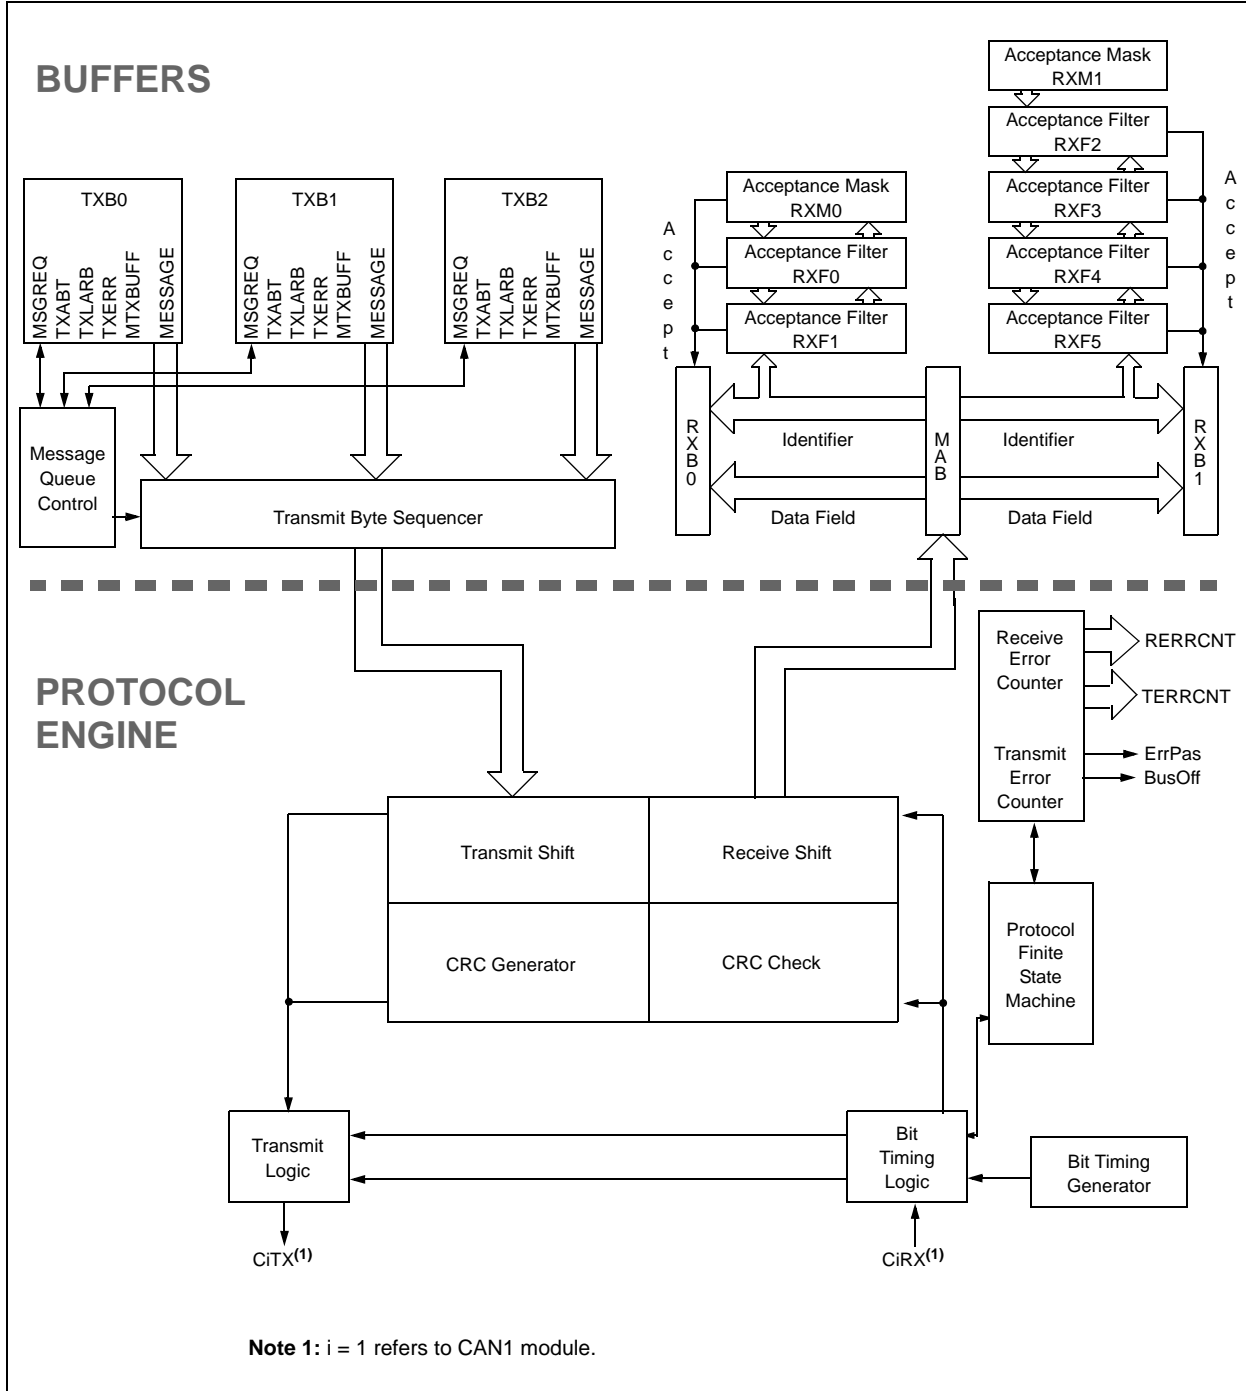 BUFFERS
Acceptance Mask
RXM1
Acceptance Filter
RXF2
Acceptance Filter
RXF3
Acceptance Filter
RXF4
Acceptance Filter
RXF5
Accept
Acceptance Mask
RXM0
Acceptance Filter
RXF0
Acceptance Filter
RXF1
Accept
TXB0
MSGREQ
TXABT
TXLARB
TXERR
MTXBUFF
MESSAGE
TXB1
MSGREQ
TXABT
TXLARB
TXERR
MTXBUFF
MESSAGE
TXB2
MSGREQ
TXABT
TXLARB
TXERR
MTXBUFF
MESSAGE
Message
Queue
Control
Transmit Byte Sequencer
RXB0
Identifier
Data Field
MAB
Identifier
Data Field
RXB1
PROTOCOL
ENGINE
Receive
Error
Counter
Transmit
Error
Counter
RERRCNT
TERRCNT
ErrPas
BusOff
Transmit Shift
Receive Shift
CRC Generator
CRC Check
Protocol
Finite
State
Machine
Transmit
Logic
Bit
Timing
Logic
Bit Timing
Generator
CiTX(1)
CiRX(1)
Note 1: i = 1 refers to CAN1 module.